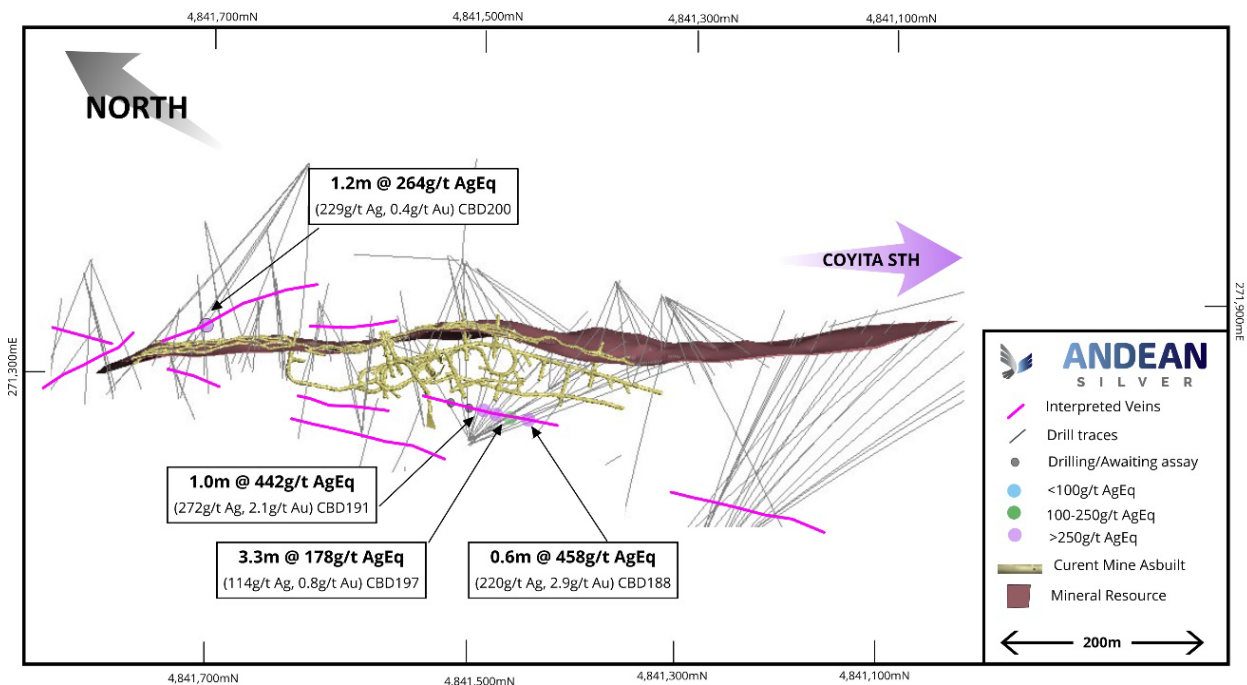 4,841,700mN
4,841,500mN
4,841,300mN
4,841,100mN
NORTH
1.2m @ 264g/t AgEq
(229g/t Ag, 0.4g/t Au) CBD200
COYITA STH
271,900mE
271,300mE
1.0m @ 442g/t AgEq
(272g/t Ag, 2.1g/t Au) CBD191
3.3m @ 178g/t AgEq
(114g/t Ag, 0.8g/t Au) CBD197
0.6m @ 458g/t AgEq
(220g/t Ag, 2.9g/t Au) CBD188
ANDEAN
SILVER
Interpreted Veins
Drill traces
Drilling/Awaiting assay
<100g/t AgEq
100-250g/t AgEq
>250g/t AgEq
Curent Mine Asbuilt
Mineral Resource
200m
4,841,700mN
4,841,500mN
4,841,300mN
4,841,100mN